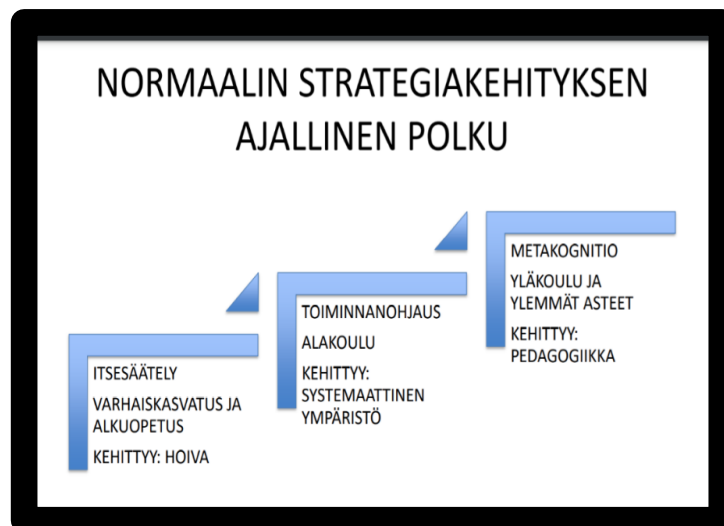 NORMAALIN STRATEGIAKEHITYKSEN
AJALLINEN POLKU
ITSESÄÄTELY
VARHAISKASVATUS JA
ALKUOPETUS
KEHITTYY: HOIVA
TOIMINNANOHJAUS
ALAKOULU
KEHITTYY:
SYSTEMAATTINEN
YMPÄRISTÖ
METAKOGNITIO
YLÄKOULU JA
YLEMMÄT ASTEET
KEHITTYY:
PEDAGOGIIKKA